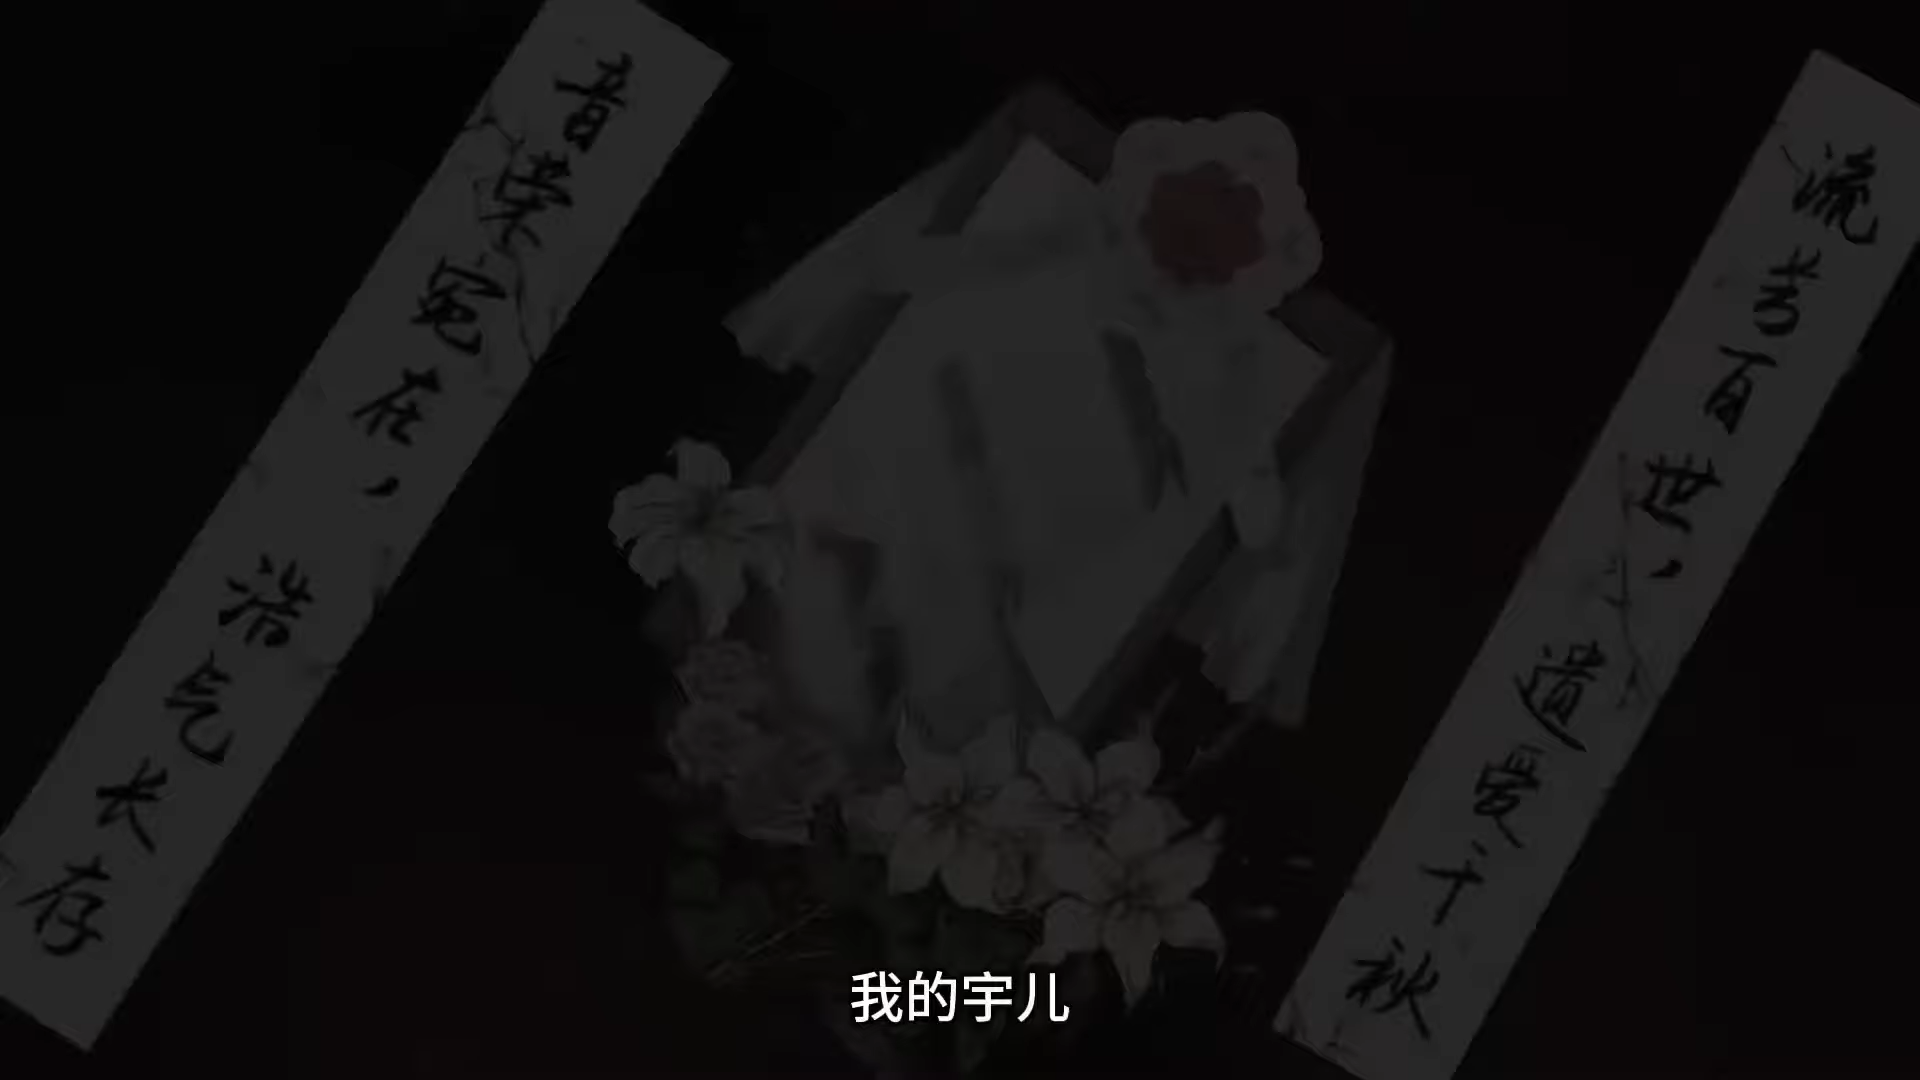 音荣宛在，浩气长存
流芳百世，遗爱千秋
我的宇儿